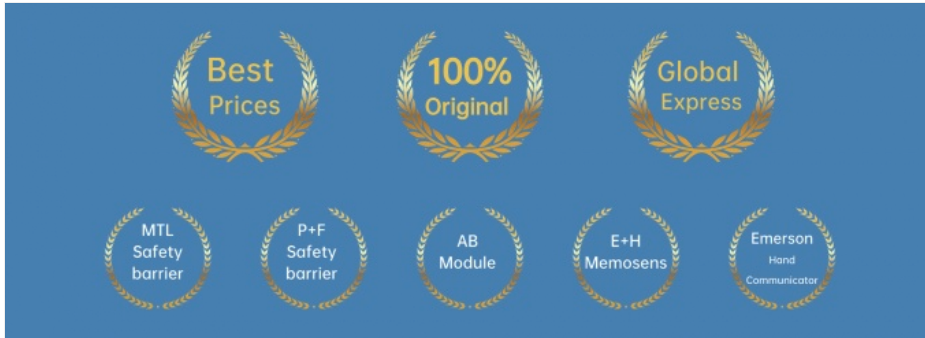 Best
Prices
100%
Original
Global
Express
MTL
Safety
barrier
P+F
Safety
barrier
AB
Module
E+H
Memosens
Emerson
Hand
Communicator